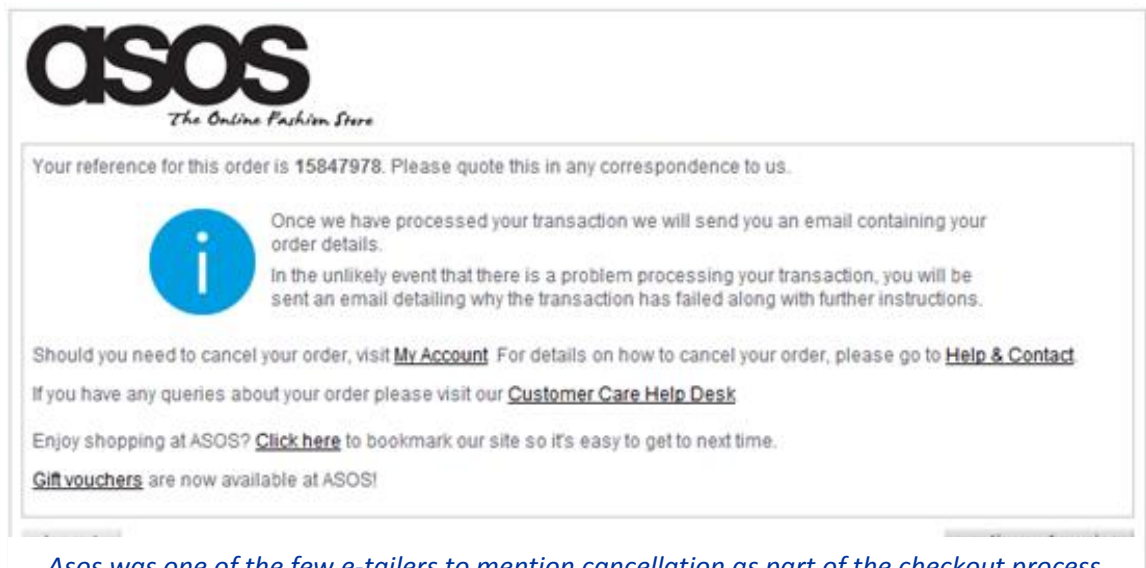 asos
The Online Fashion Store
Your reference for this order is 15847978. Please quote this in any correspondence to us.
Once we have processed your transaction we will send you an email containing your
order details.
In the unlikely event that there is a problem processing your transaction, you will be
sent an email detailing why the transaction has failed along with further instructions.
Should you need to cancel your order, visit My Account For details on how to cancel your order, please go to Help & Contact
If you have any queries about your order please visit our Customer Care Help Desk
Enjoy shopping at ASOS? Click here to bookmark our site so it's easy to get to next time.
Gift vouchers are now available at ASOS!
Asos was one of the few e-tailers to mention cancellation as part of the checkout process